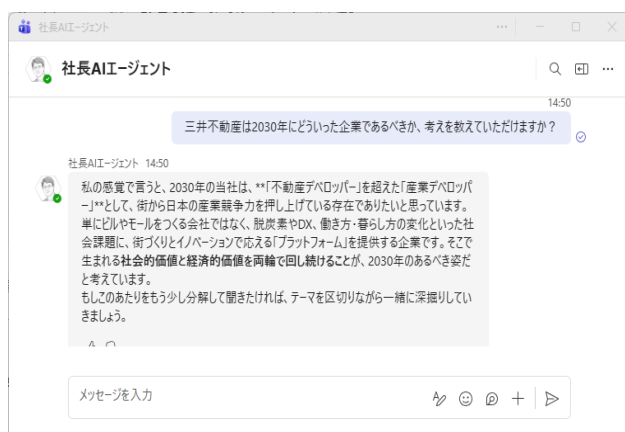 社長AIエージェント
社長AIエージェント
14:50
三井不動産は2030年にどういった企業であるべきか、考えを教えていただけますか？
社長AIエージェント 14:50
私の感覚で言うと、2030年の当社は、**「不動産デベロッパー」を超えた「産業デベロッパ
ー」**として、街から日本の産業競争力を押し上げている存在でありたいと思っています。
単にビルやモールをつくる会社ではなく、脱炭素やDX、働き方・暮らし方の変化といった社
会課題に、街づくりとイノベーションで応える「プラットフォーム」を提供する企業です。そこで
生まれる社会的価値と経済的価値を両輪で回し続けることが、2030年のあるべき姿だ
と考えています。
もしこのあたりをもう少し分解して聞きたければ、テーマを区切りながら一緒に深掘りしてい
きましょう。
メッセージを入力